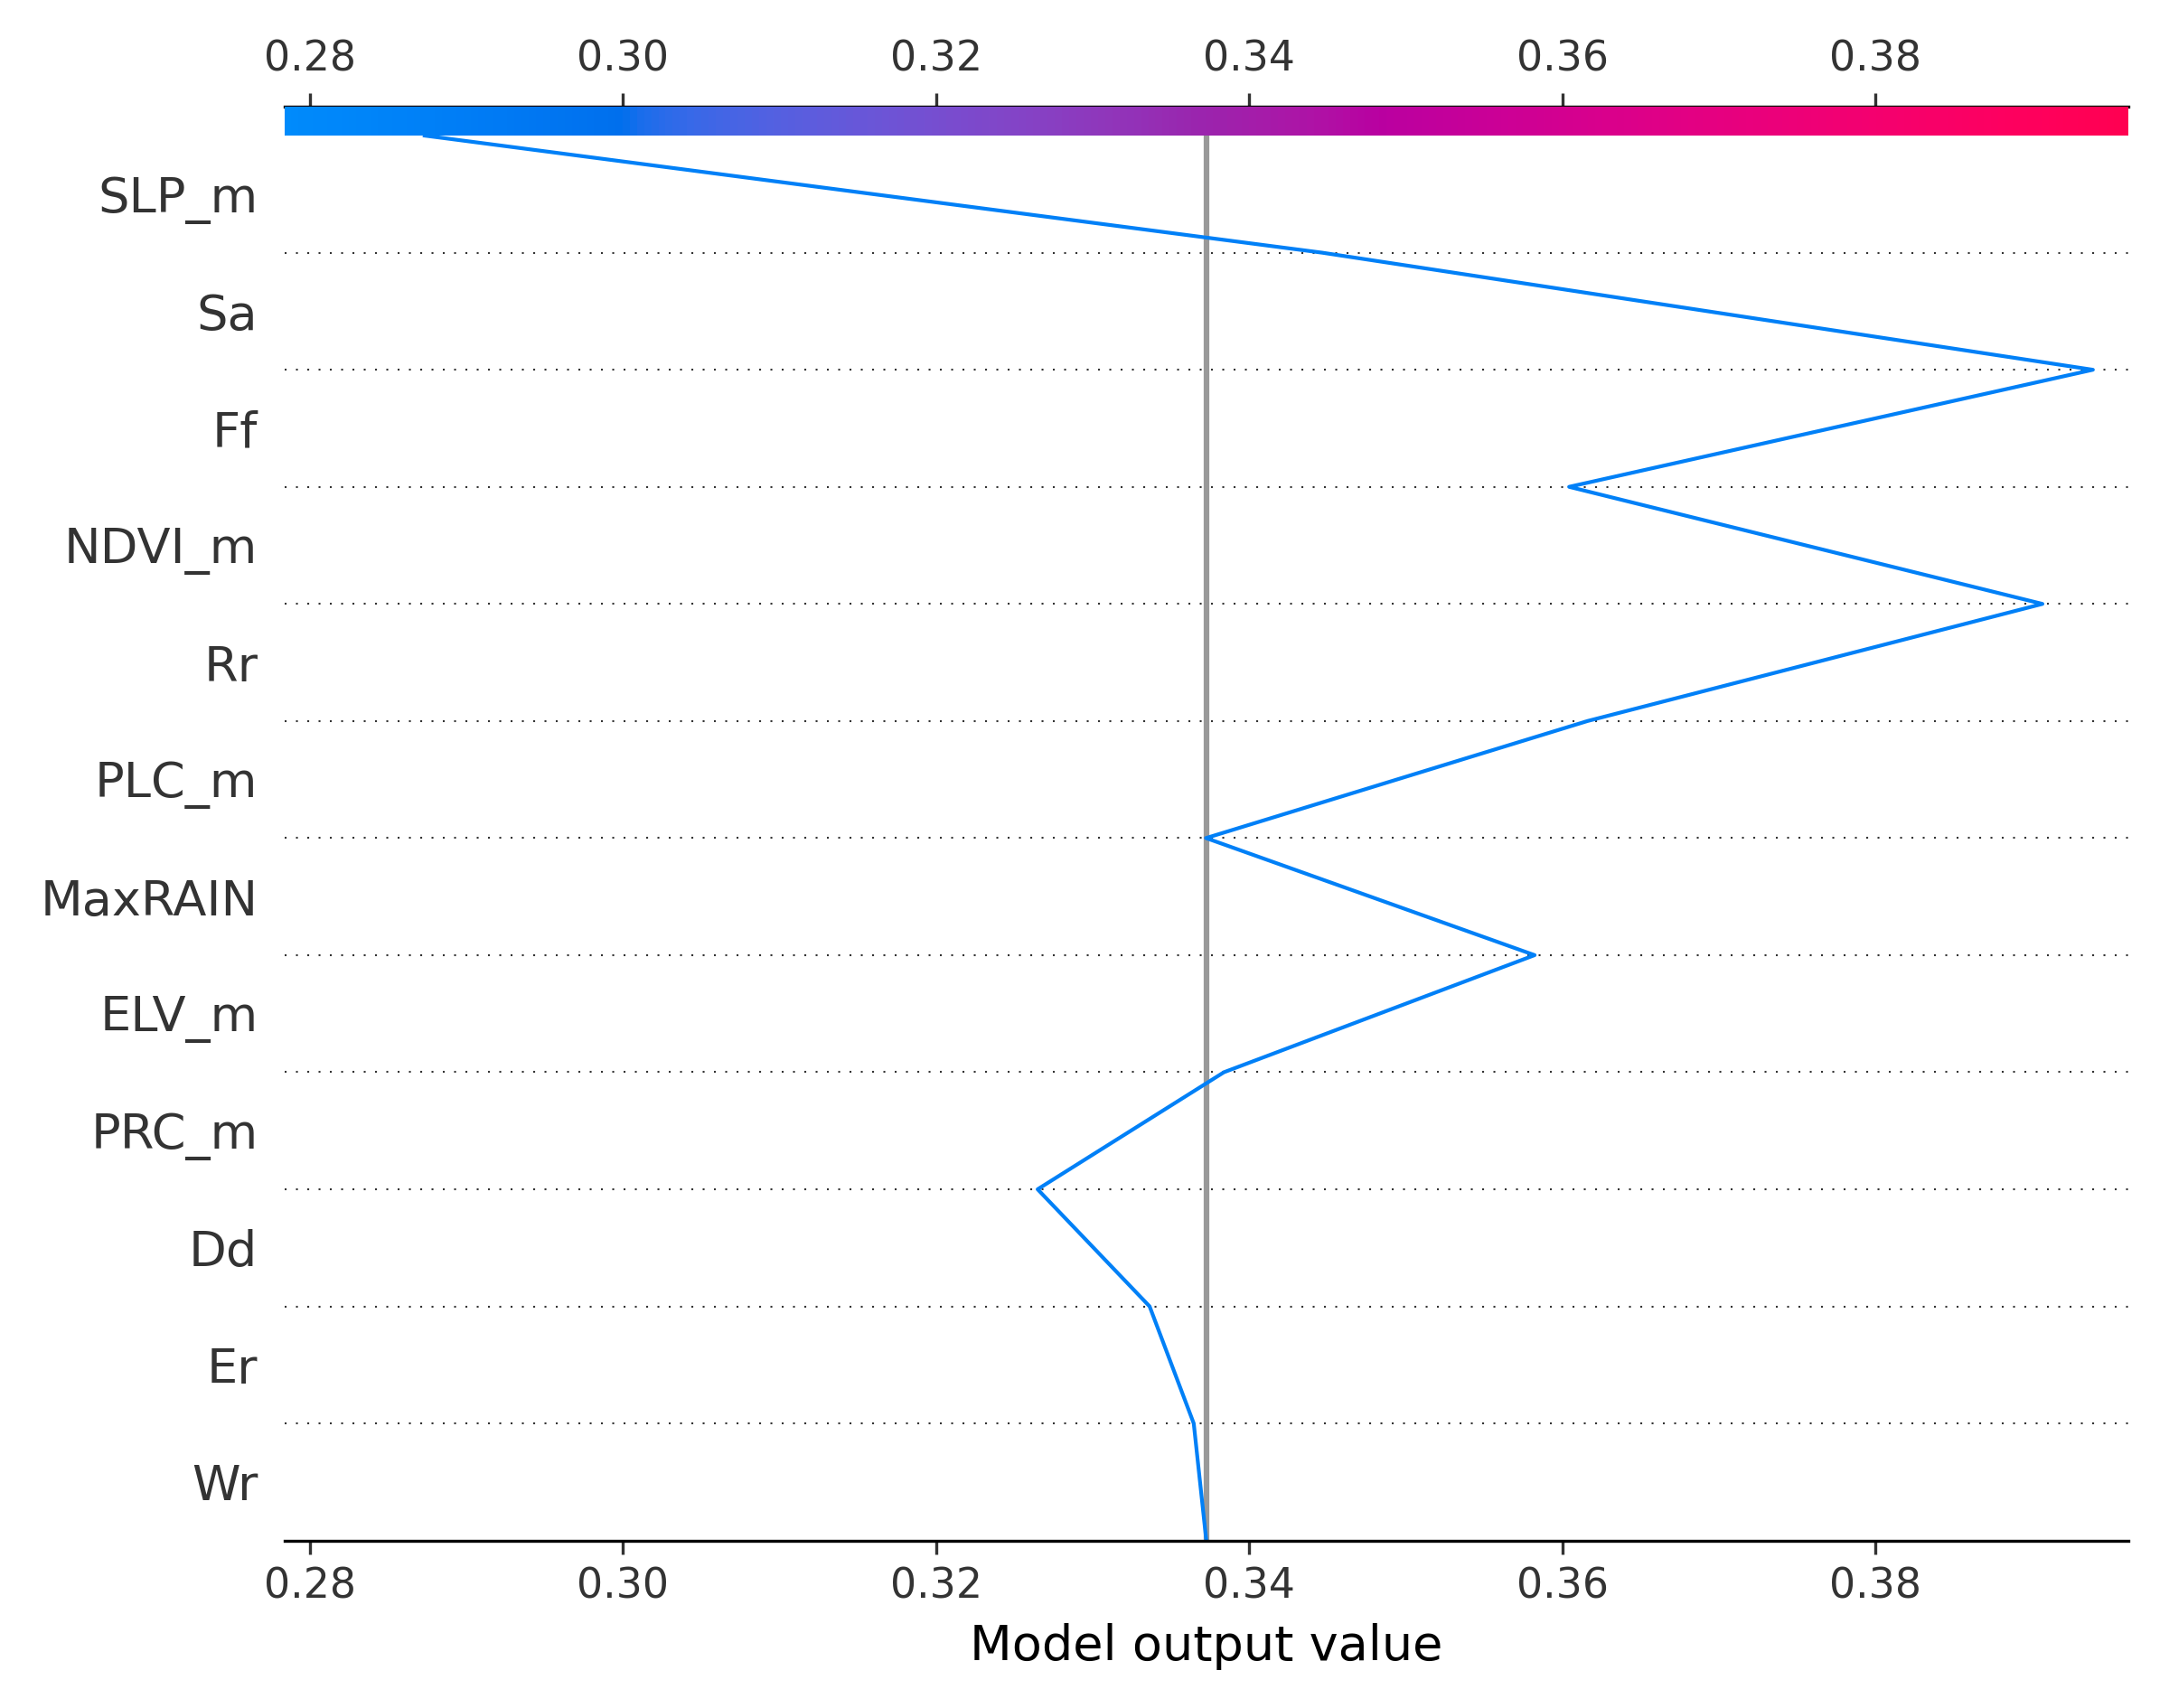 0.28 0.30 0.32 0.34 0.36 0.38
SLP_m
Sa
Ff
NDVI_m
Rr
PLC_m
MaxRAIN
ELV_m
PRC_m
Dd
Er
Wr
0.28 0.30 0.32 0.34 0.36 0.38
Model output value